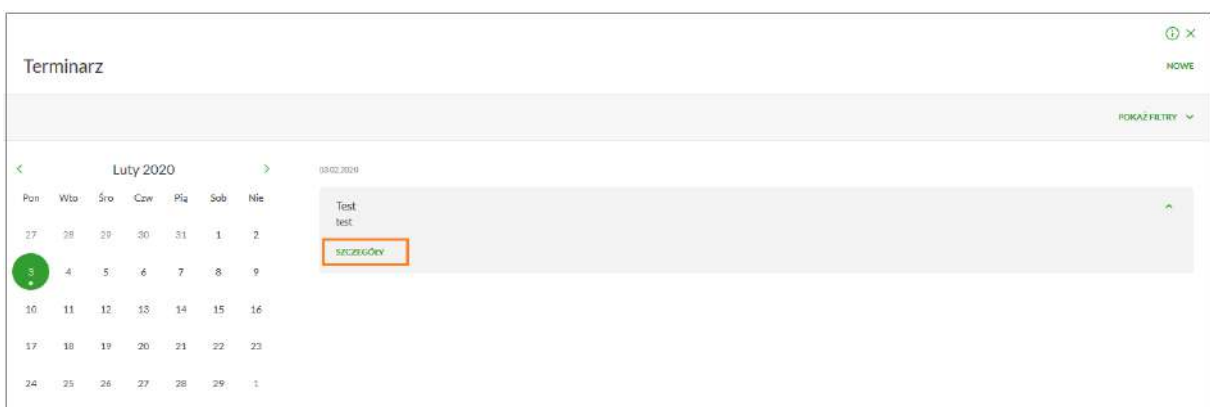 Terminarz
NOWE
POKAŻ FILTRY
Luty 2020
Pon Wto Śro Czw Pią Sob Nie
27 28 29 30 31 1 2
3 4 5 6 7 8 9
10 11 12 13 14 15 16
17 18 19 20 21 22 23
24 25 26 27 28 29 1
03.02.2020
Test
test
SZCZEGÓŁY